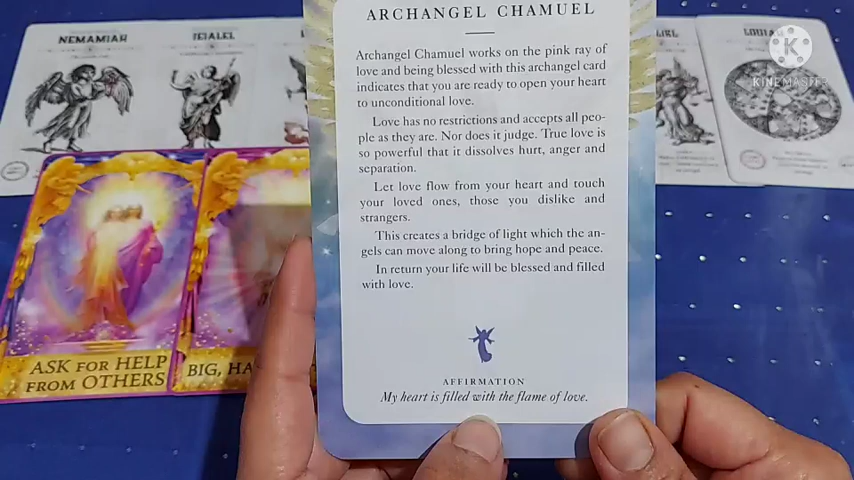 NEMAMIAH
IEIALEL
ARCHANGEL CHAMUEL
Archangel Chamuel works on the pink ray of
love and being blessed with this archangel card
indicates that you are ready to open your heart
to unconditional love.
Love has no restrictions and accepts all peo-
ple as they are. Nor does it judge. True love is
so powerful that it dissolves hurt, anger and
separation.
Let love flow from your heart and touch
your loved ones, those you dislike and
strangers.
This creates a bridge of light which the an-
gels can move along to bring hope and peace.
In return your life will be blessed and filled
with love.
AFFIRMATION
My heart is filled with the flame of love.
ASK FOR HELP
FROM OTHERS
BIG, HA
K
KINEMASTER